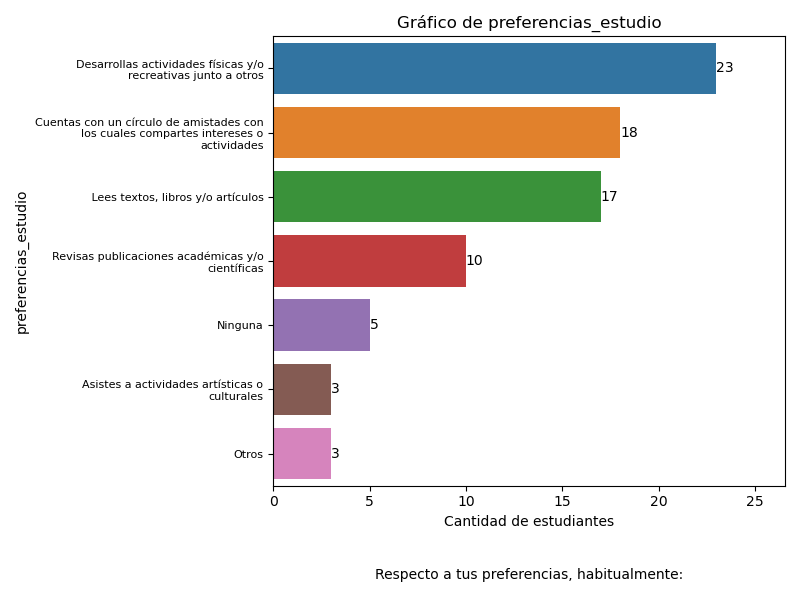 Gráfico de preferencias_estudio
preferencias_estudio
Desarrollas actividades físicas y/o
recreativas junto a otros
23
Cuentas con un círculo de amistades con
los cuales compartes intereses o
actividades
18
Lees textos, libros y/o artículos
17
Revisas publicaciones académicas y/o
científicas
10
Ninguna
5
Asistes a actividades artísticas o
culturales
3
Otros
3
0 5 10 15 20 25
Cantidad de estudiantes
Respecto a tus preferencias, habitualmente: